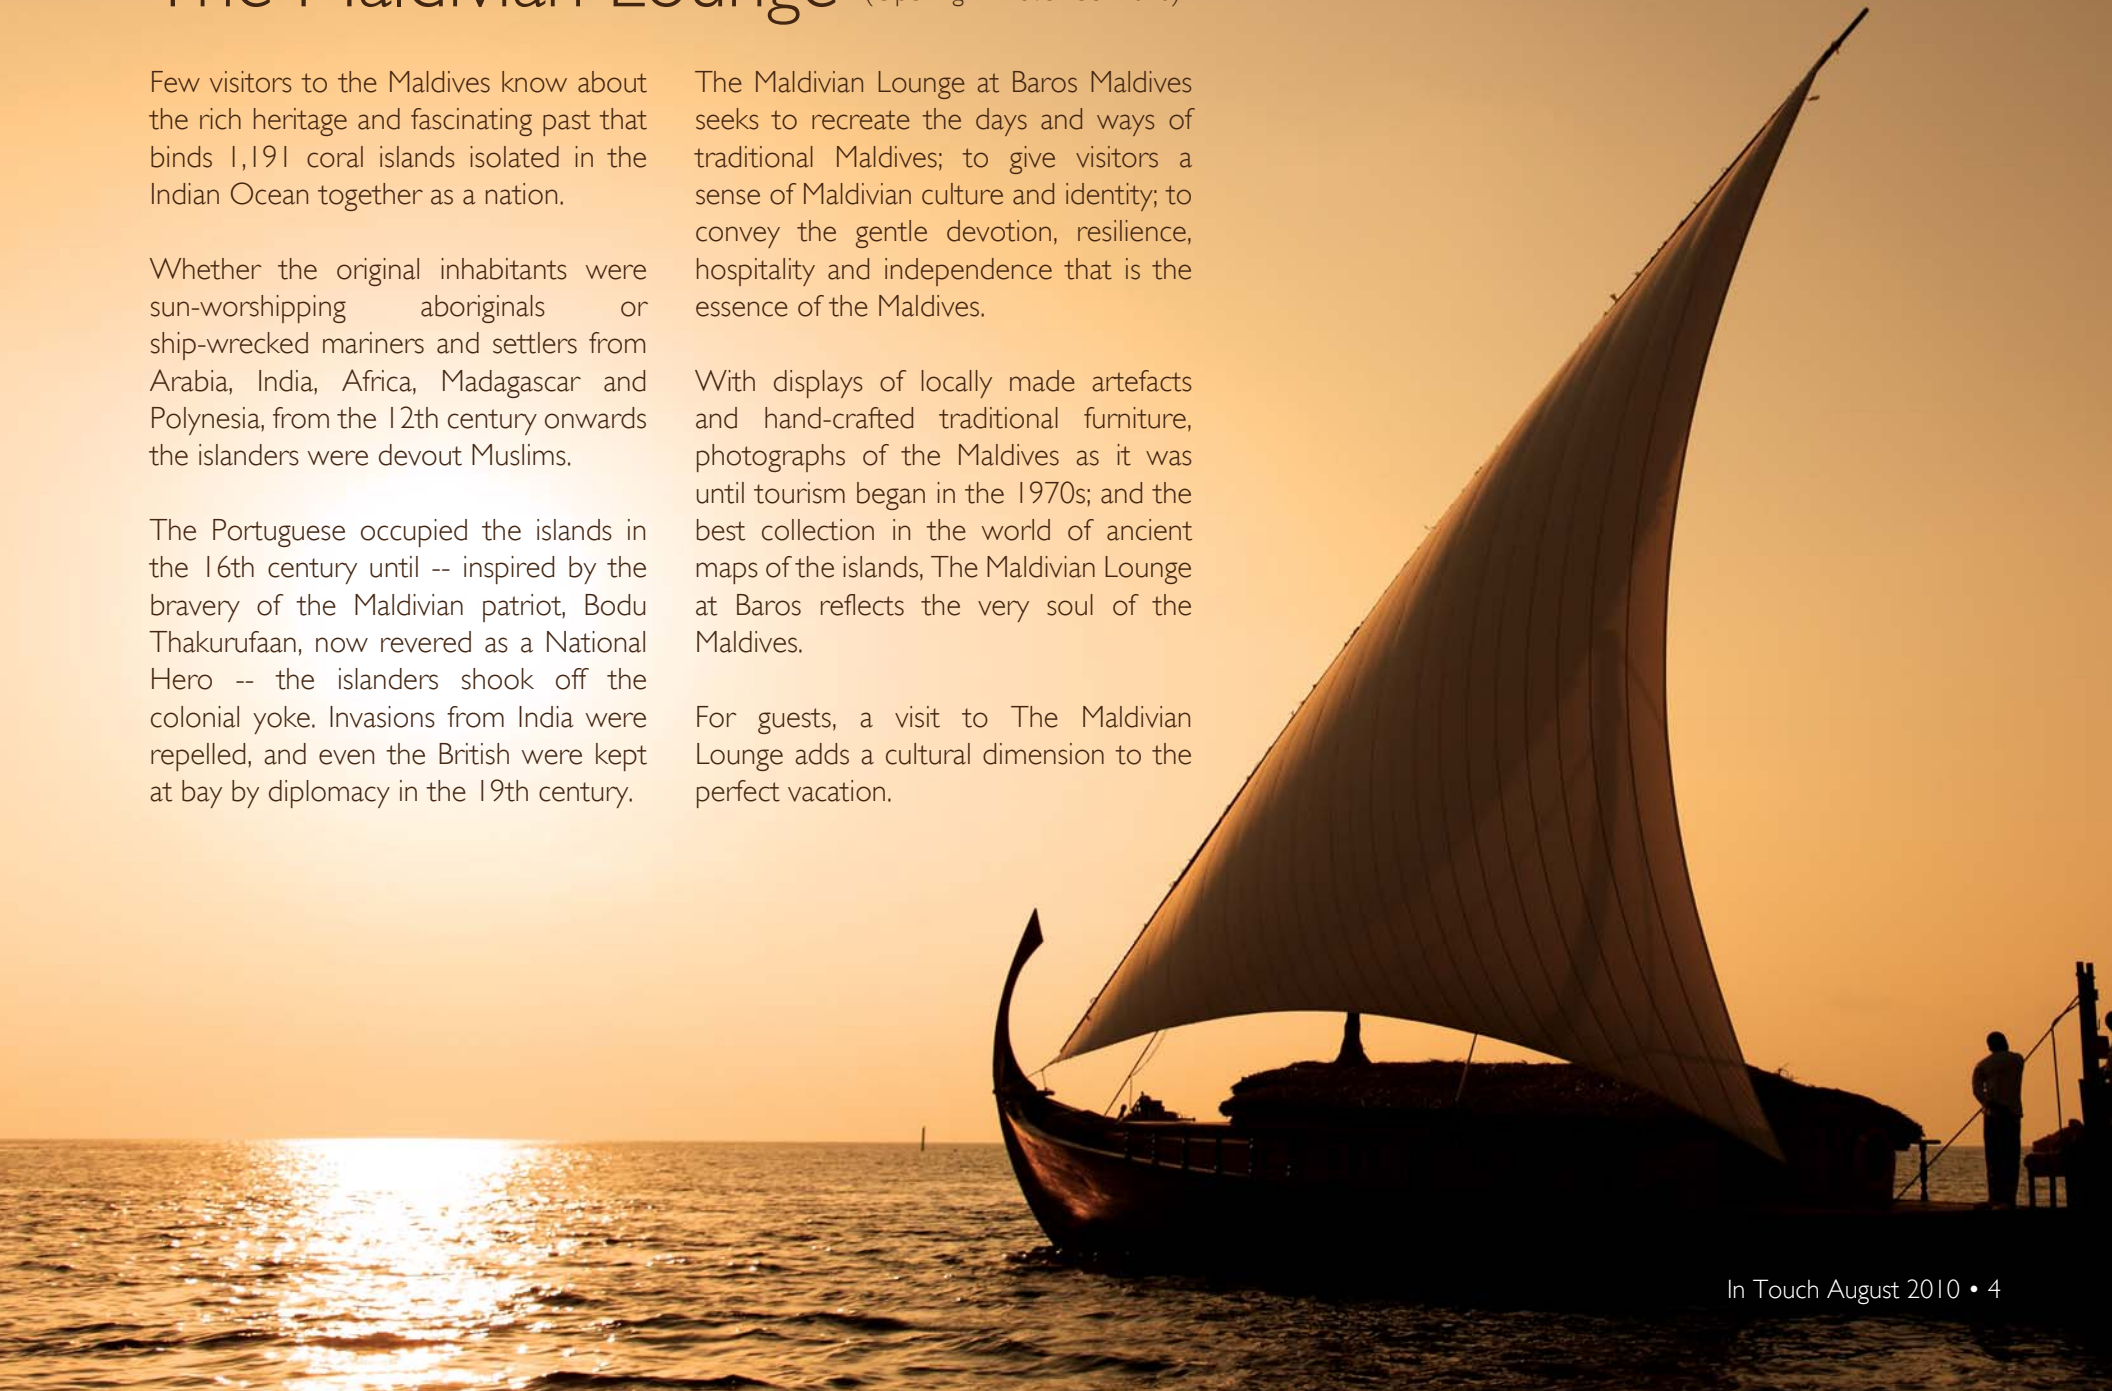 The Maldivian Lounge
Few visitors to the Maldives know about
the rich heritage and fascinating past that
binds 1,191 coral islands isolated in the
Indian Ocean together as a nation.
Whether the original inhabitants were
sun-worshipping aboriginals or
ship-wrecked mariners and settlers from
Arabia, India, Africa, Madagascar and
Polynesia, from the 12th century onwards
the islanders were devout Muslims.
The Portuguese occupied the islands in
the 16th century until -- inspired by the
bravery of the Maldivian patriot, Bodu
Thakurufaan, now revered as a National
Hero -- the islanders shook off the
colonial yoke. Invasions from India were
repelled, and even the British were kept
at bay by diplomacy in the 19th century.
The Maldivian Lounge at Baros Maldives
seeks to recreate the days and ways of
traditional Maldives; to give visitors a
sense of Maldivian culture and identity; to
convey the gentle devotion, resilience,
hospitality and independence that is the
essence of the Maldives.
With displays of locally made artefacts
and hand-crafted traditional furniture,
photographs of the Maldives as it was
until tourism began in the 1970s; and the
best collection in the world of ancient
maps of the islands, The Maldivian Lounge
at Baros reflects the very soul of the
Maldives.
For guests, a visit to The Maldivian
Lounge adds a cultural dimension to the
perfect vacation.
In Touch August 2010 • 4